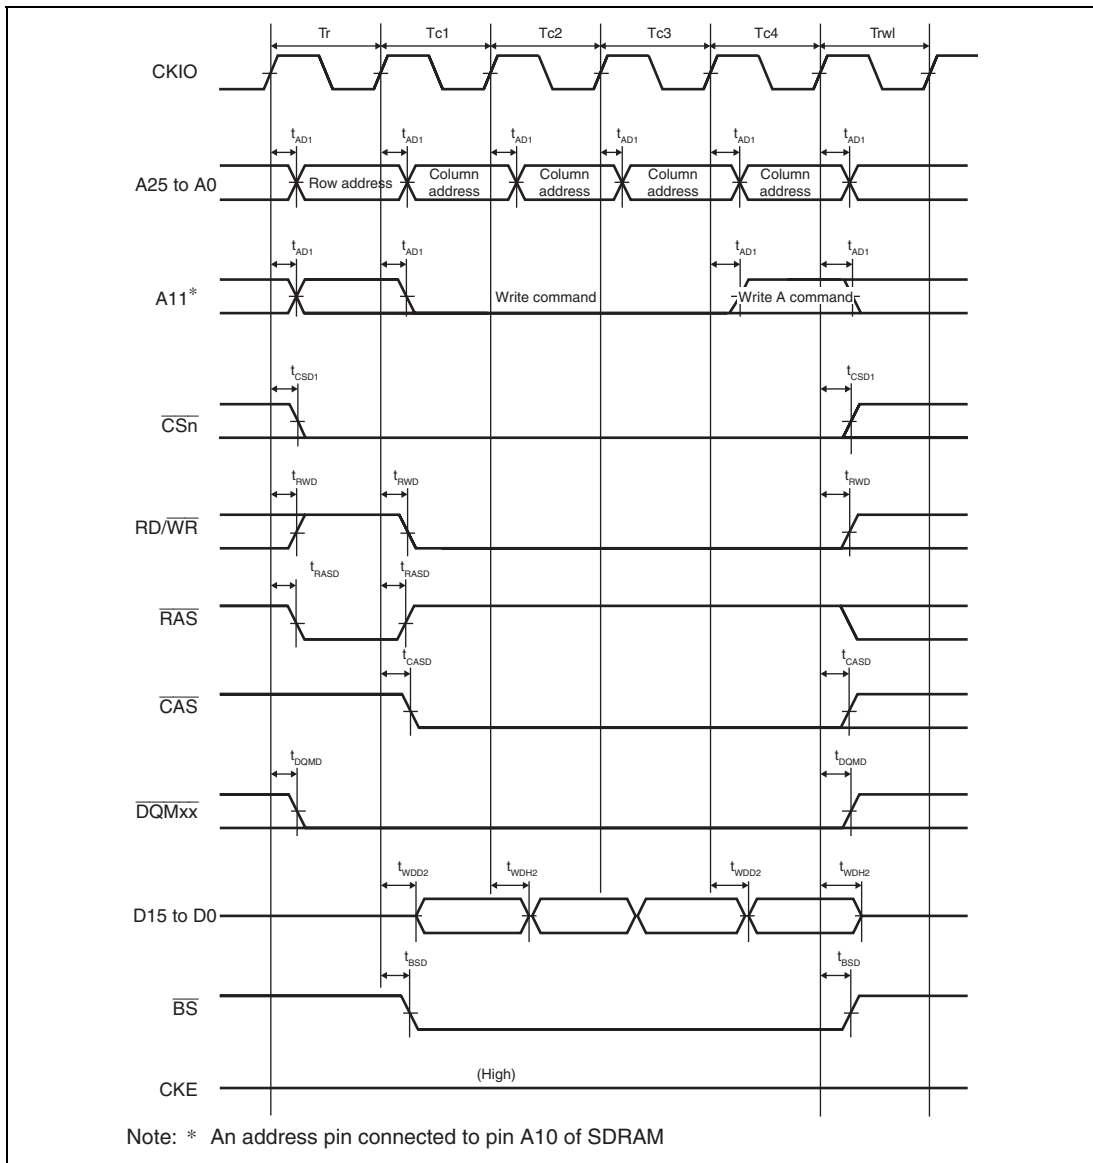 Tr Tc1 Tc2 Tc3 Tc4 Trwl
CKIO
tAD1 tAD1 tAD1 tAD1 tAD1 tAD1
A25 to A0
Row address
Column address
Column address
Column address
Column address
tAD1 tAD1 tAD1 tAD1
A11*
Write command
Write A command
tCSD1 tCSD1
CSn
tRWD tRWD tRWD
RD/WR
tRASD tRASD
RAS
tCASD tCASD
CAS
tDQMD tDQMD
DQMxx
tWDD2 tWDH2 tWDD2 tWDH2
D15 to D0
tBSD tBSD
BS
(High)
CKE
Note: * An address pin connected to pin A10 of SDRAM